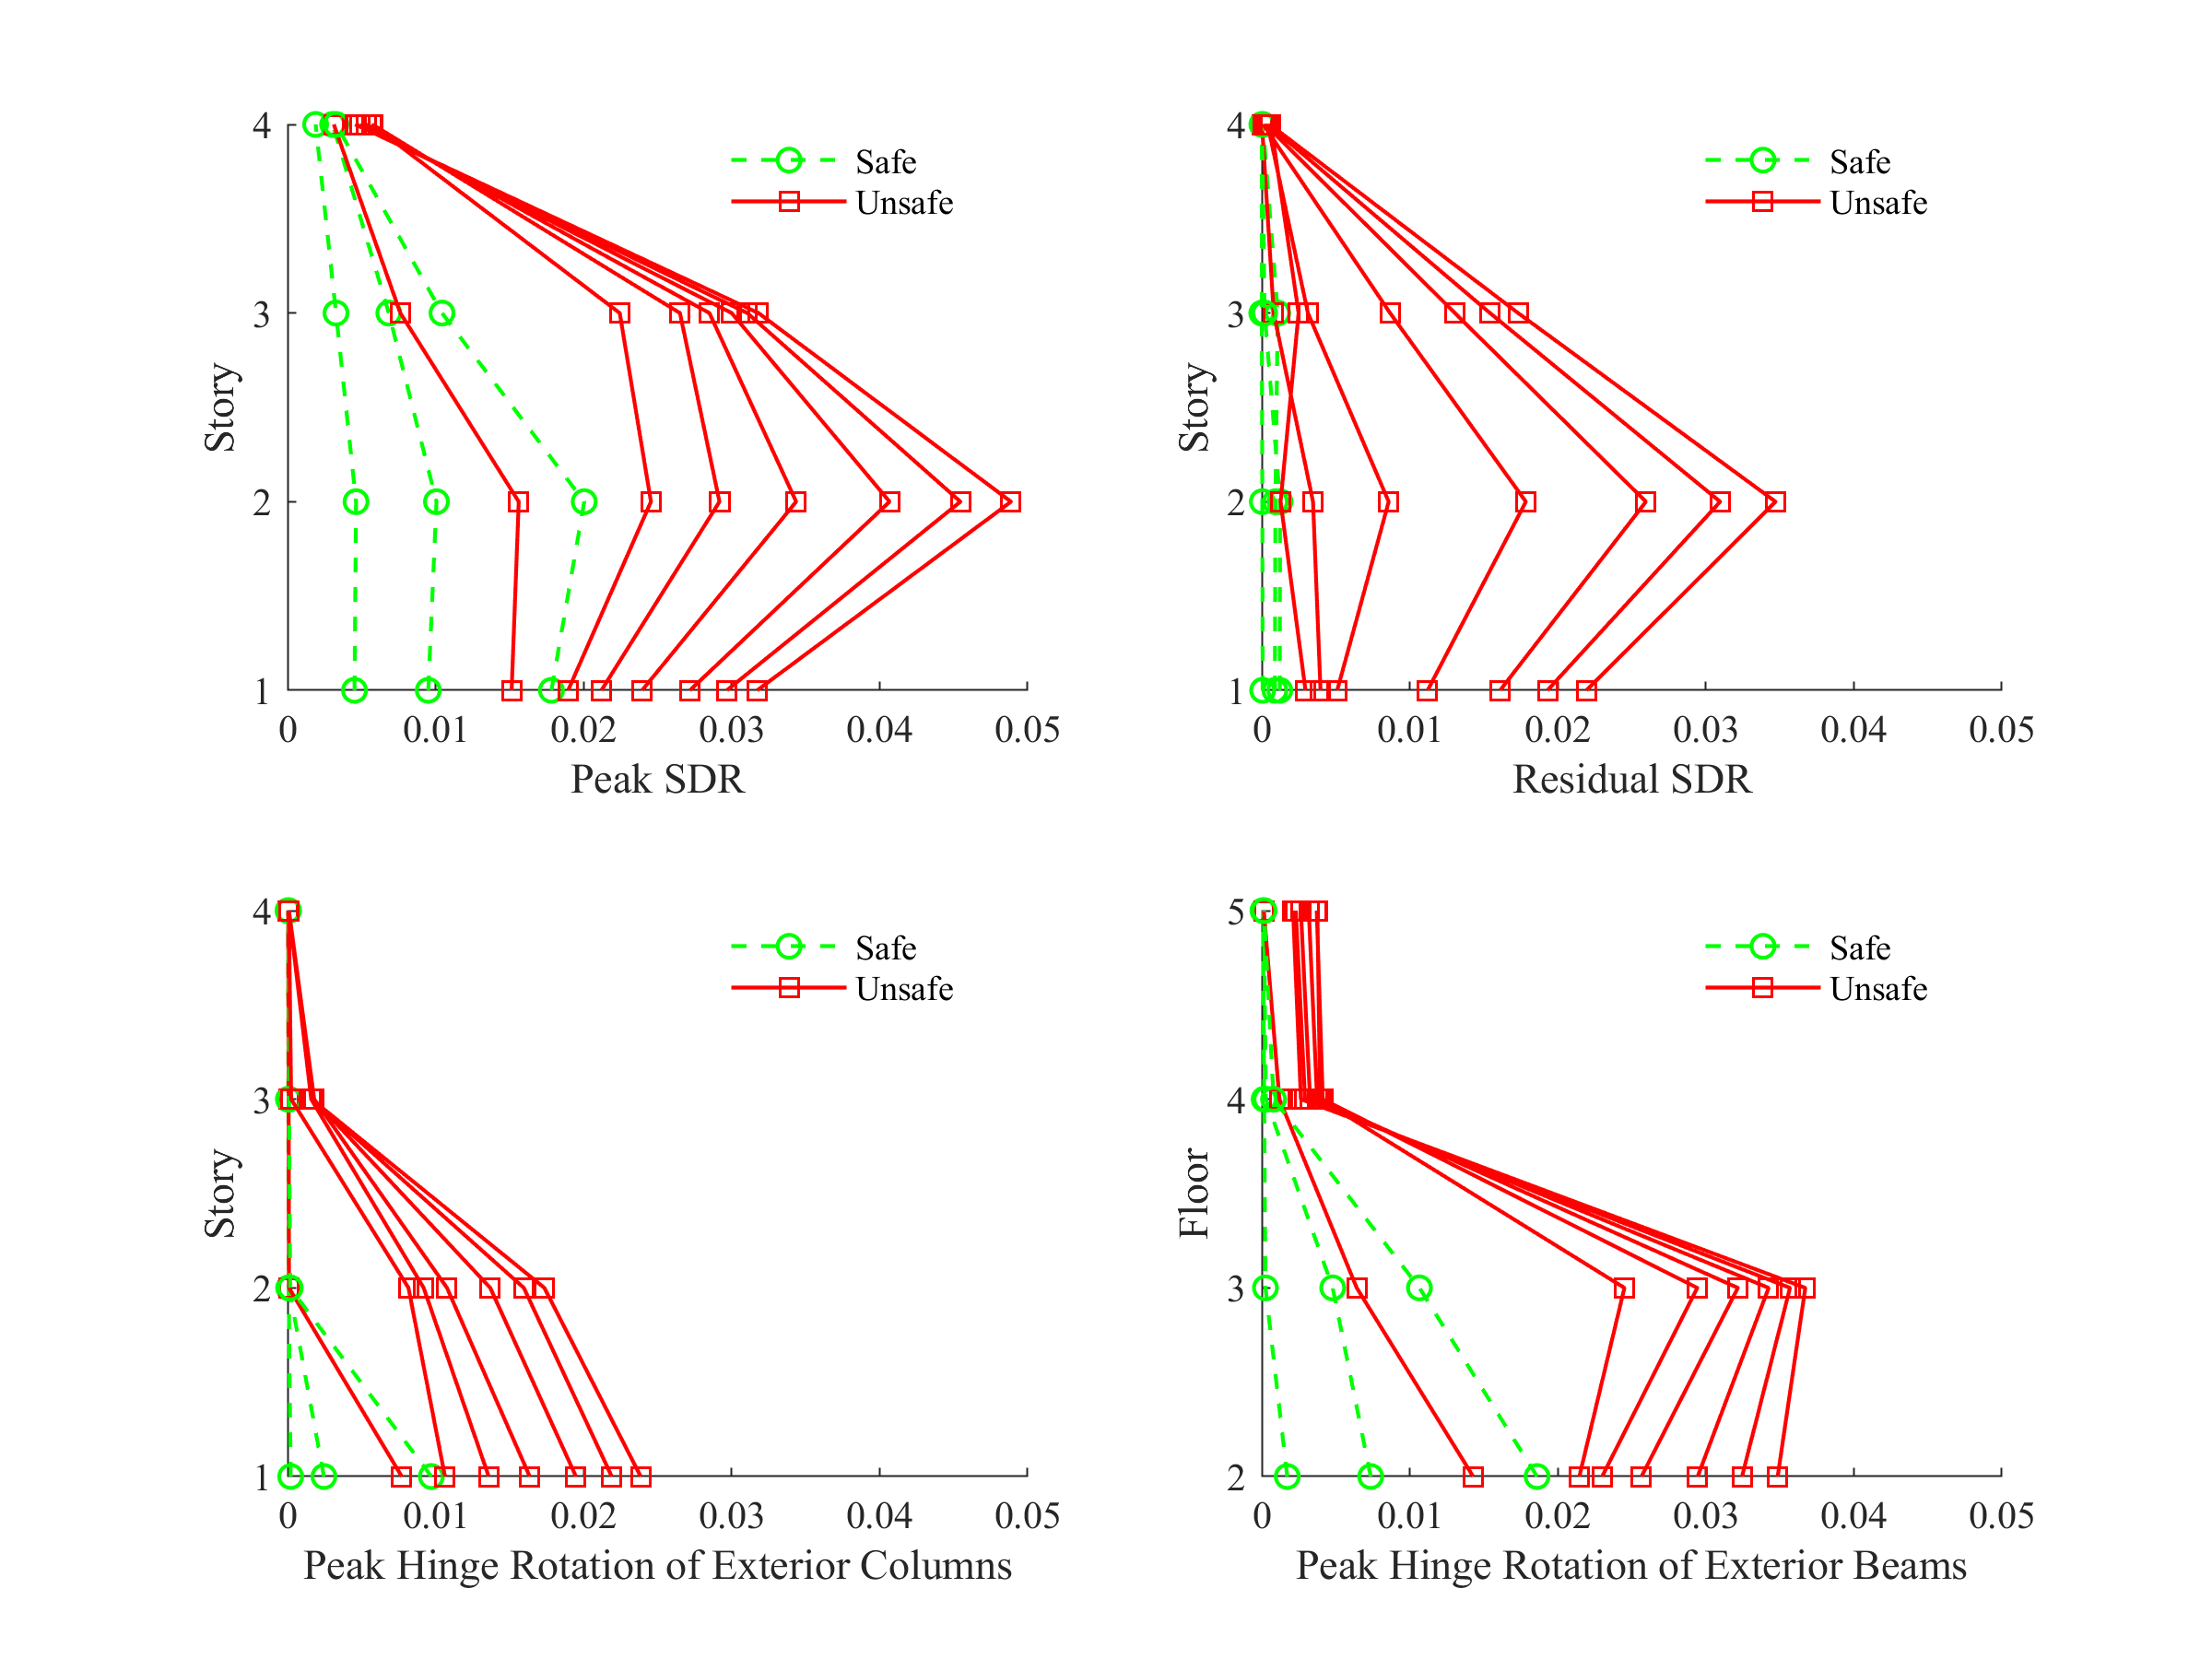 4
3
2
1
Story
0 0.01 0.02 0.03 0.04 0.05
Peak SDR
Safe
Unsafe
4
3
2
1
Story
0 0.01 0.02 0.03 0.04 0.05
Residual SDR
Safe
Unsafe
4
3
2
1
Story
0 0.01 0.02 0.03 0.04 0.05
Peak Hinge Rotation of Exterior Columns
Safe
Unsafe
5
4
3
2
Floor
0 0.01 0.02 0.03 0.04 0.05
Peak Hinge Rotation of Exterior Beams
Safe
Unsafe